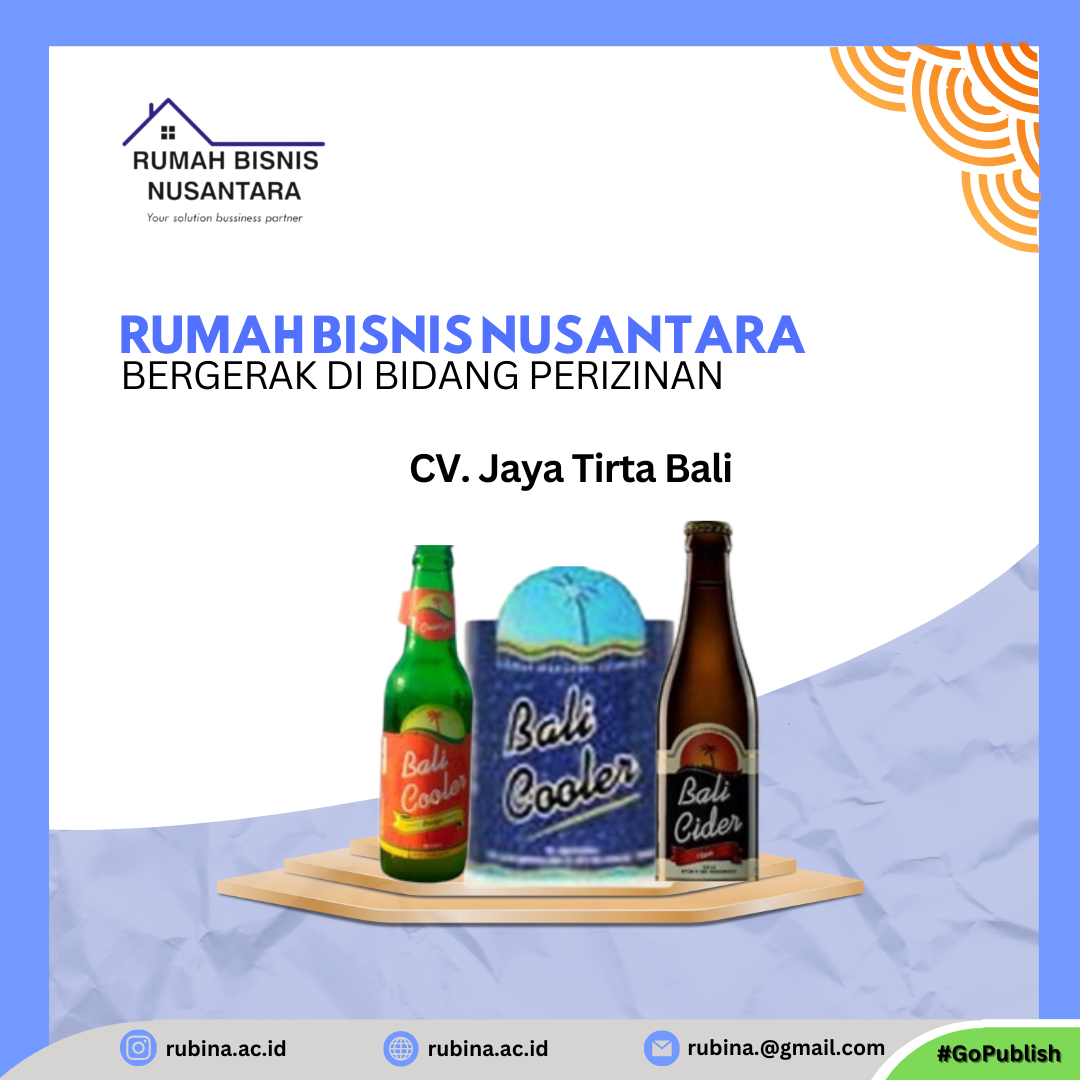 RUMAH BISNIS
NUSANTARA
Your solution bussiness partner
RUMAH BISNIS NUSANTARA
BERGERAK DI BIDANG PERIZINAN
CV. Jaya Tirta Bali
Bali
Cooler
Bali
Cooler
Bali
Cider
rubina.ac.id
rubina.ac.id
rubina.@gmail.com
#GoPublish